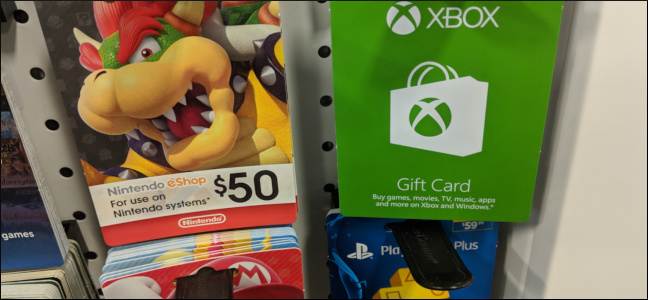 Nintendo eShop
For use on
Nintendo systems*
$50
Nintendo
XBOX
Gift Card
Buy games, movies, TV, music, apps
and more on Xbox and Windows.*
games
Plus